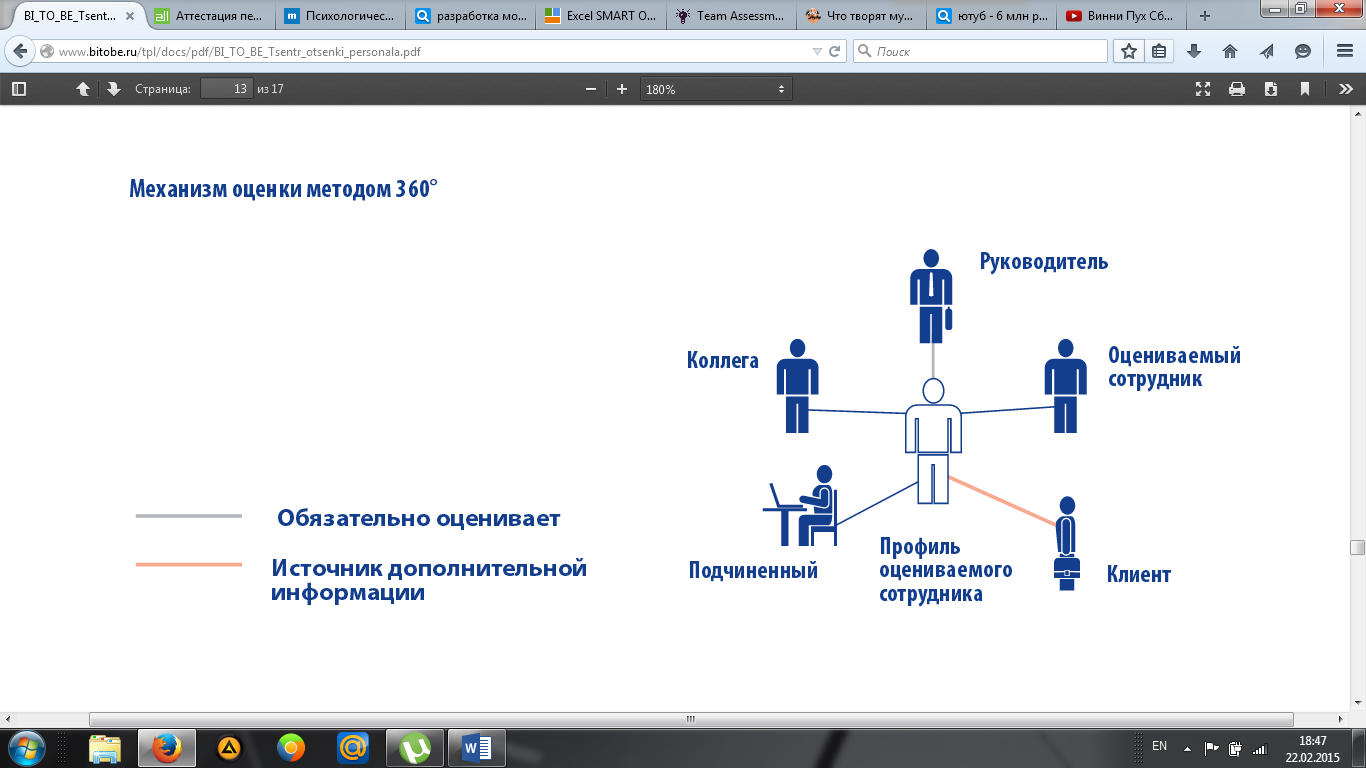 BI_TO_BE_Tsent...
Аттестация пе...
Психологичес...
разработка мо...
Excel SMART O...
Team Assessm...
Что творят му...
ютуб - 6 млн р...
Винни Пух Сб...
www.bitobe.ru/tpl/docs/pdf/BI_TO_BE_Tsentr_otsenki_personala.pdf
Поиск
Страница: 13 из 17
180%
Механизм оценки методом 360°
Руководитель
Коллега
Оцениваемый
сотрудник
Обязательно оценивает
Источник дополнительной
информации
Подчиненный
Профиль
оцениваемого
сотрудника
Клиент
EN
18:47
22.02.2015